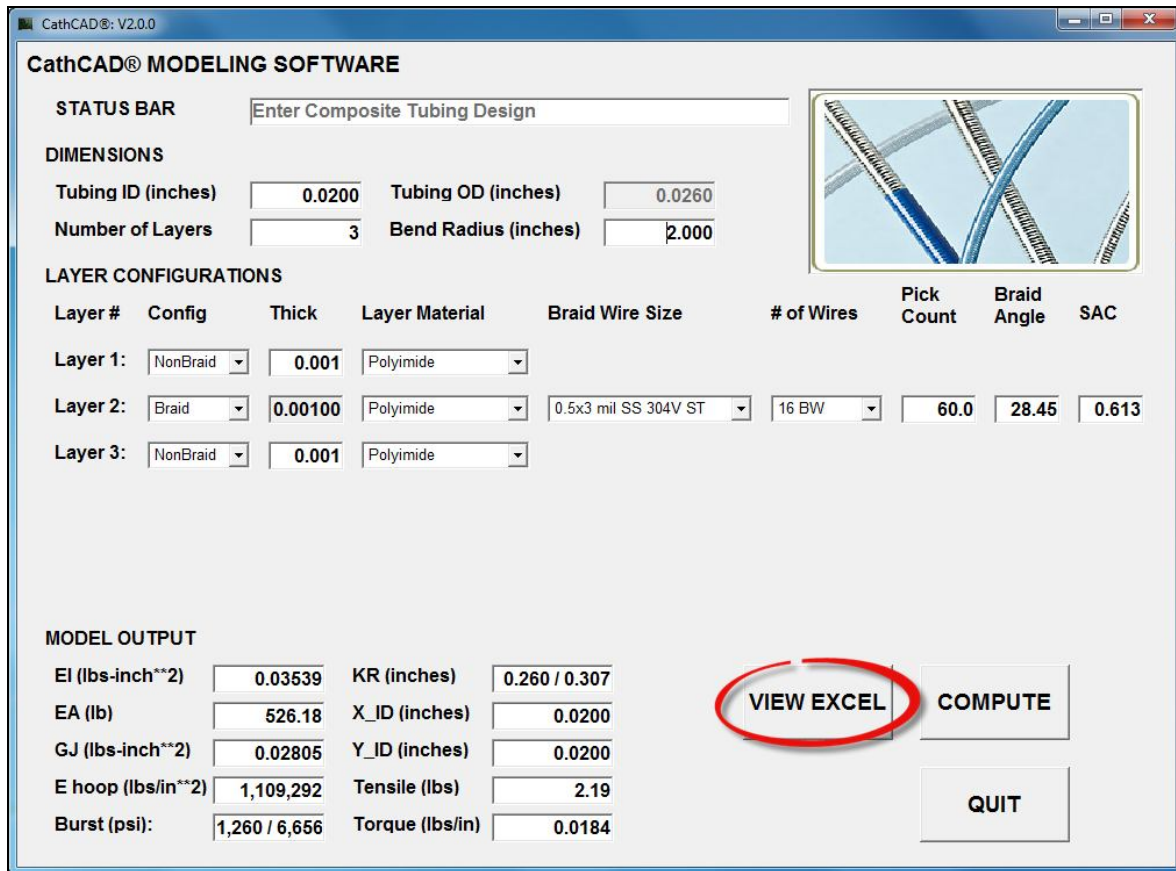 CathCAD®: V2.0.0
CathCAD® MODELING SOFTWARE
STATUS BAR Enter Composite Tubing Design
DIMENSIONS
Tubing ID (inches) 0.0200 Tubing OD (inches) 0.0260
Number of Layers 3 Bend Radius (inches) 2.000
LAYER CONFIGURATIONS
Layer # Config Thick Layer Material Braid Wire Size # of Wires Pick Count Braid Angle SAC
Layer 1: NonBraid 0.001 Polyimide
Layer 2: Braid 0.00100 Polyimide 0.5x3 mil SS 304V ST 16 BW 60.0 28.45 0.613
Layer 3: NonBraid 0.001 Polyimide
MODEL OUTPUT
EI (lbs-inch**2) 0.03539 KR (inches) 0.260 / 0.307 VIEW EXCEL COMPUTE
EA (lb) 526.18 X_ID (inches) 0.0200
GJ (lbs-inch**2) 0.02805 Y_ID (inches) 0.0200
E hoop (lbs/in**2) 1,109,292 Tensile (lbs) 2.19 QUIT
Burst (psi): 1,260 / 6,656 Torque (lbs/in) 0.0184